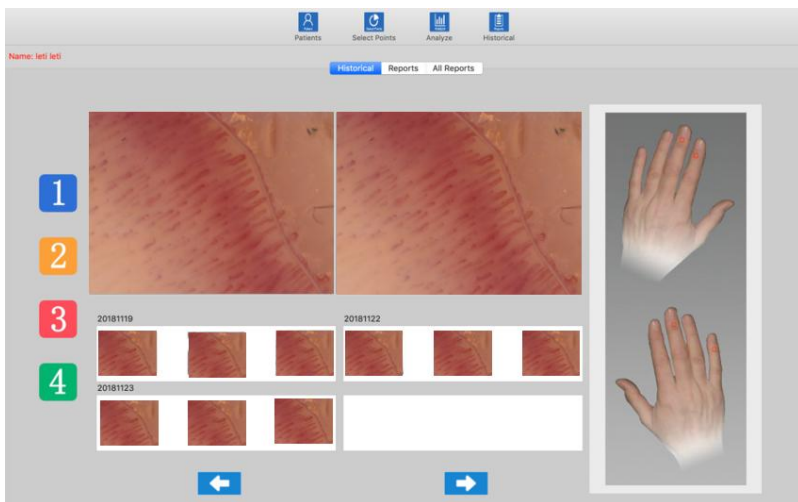 Patients Select Points Analyze Historical
Name: leti leti
Historical Reports All Reports
1
2
3
20181119 20181122
4
20181123